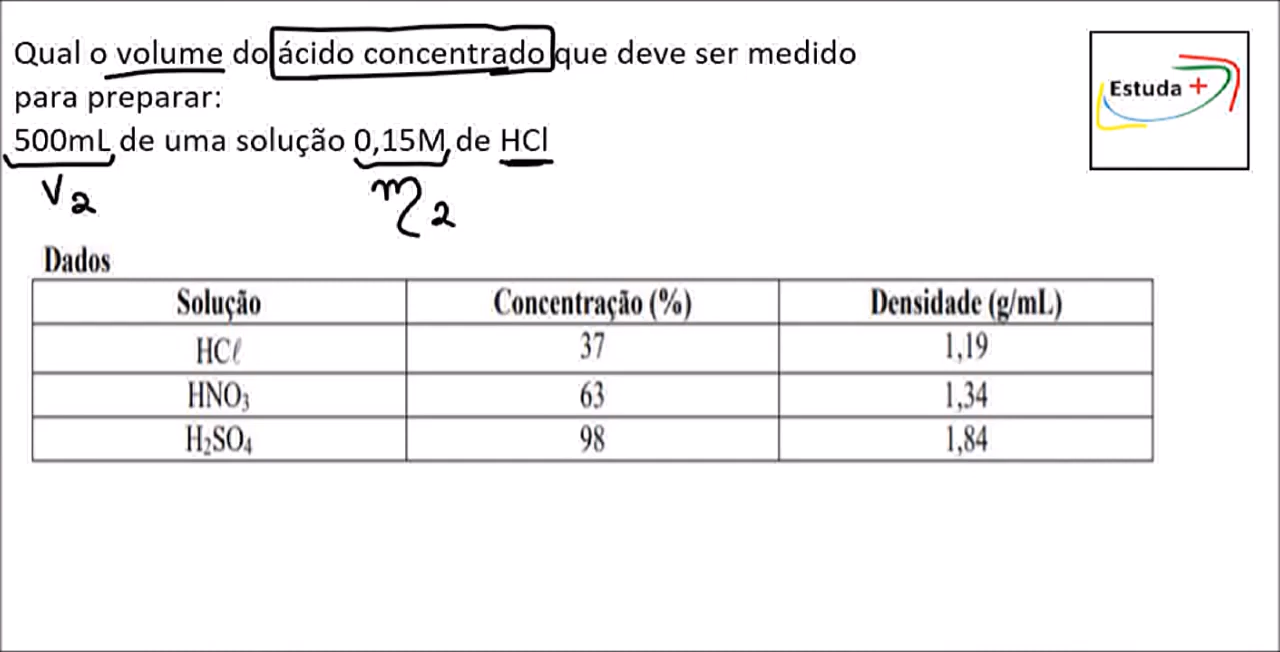 Qual o volume do ácido concentrado que deve ser medido
para preparar:
500mL de uma solução 0,15M de HCl
V2 M2
Estuda +
Dados
Solução Concentração (%) Densidade (g/mL)
HCℓ 37 1,19
HNO₃ 63 1,34
H₂SO₄ 98 1,84